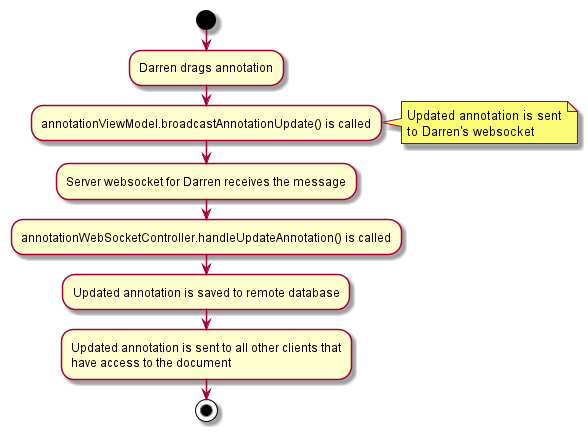 Darren drags annotation
annotationViewModel.broadcastAnnotationUpdate() is called
Updated annotation is sent
to Darren's websocket
Server websocket for Darren receives the message
annotationWebSocketController.handleUpdateAnnotation() is called
Updated annotation is saved to remote database
Updated annotation is sent to all other clients that
have access to the document